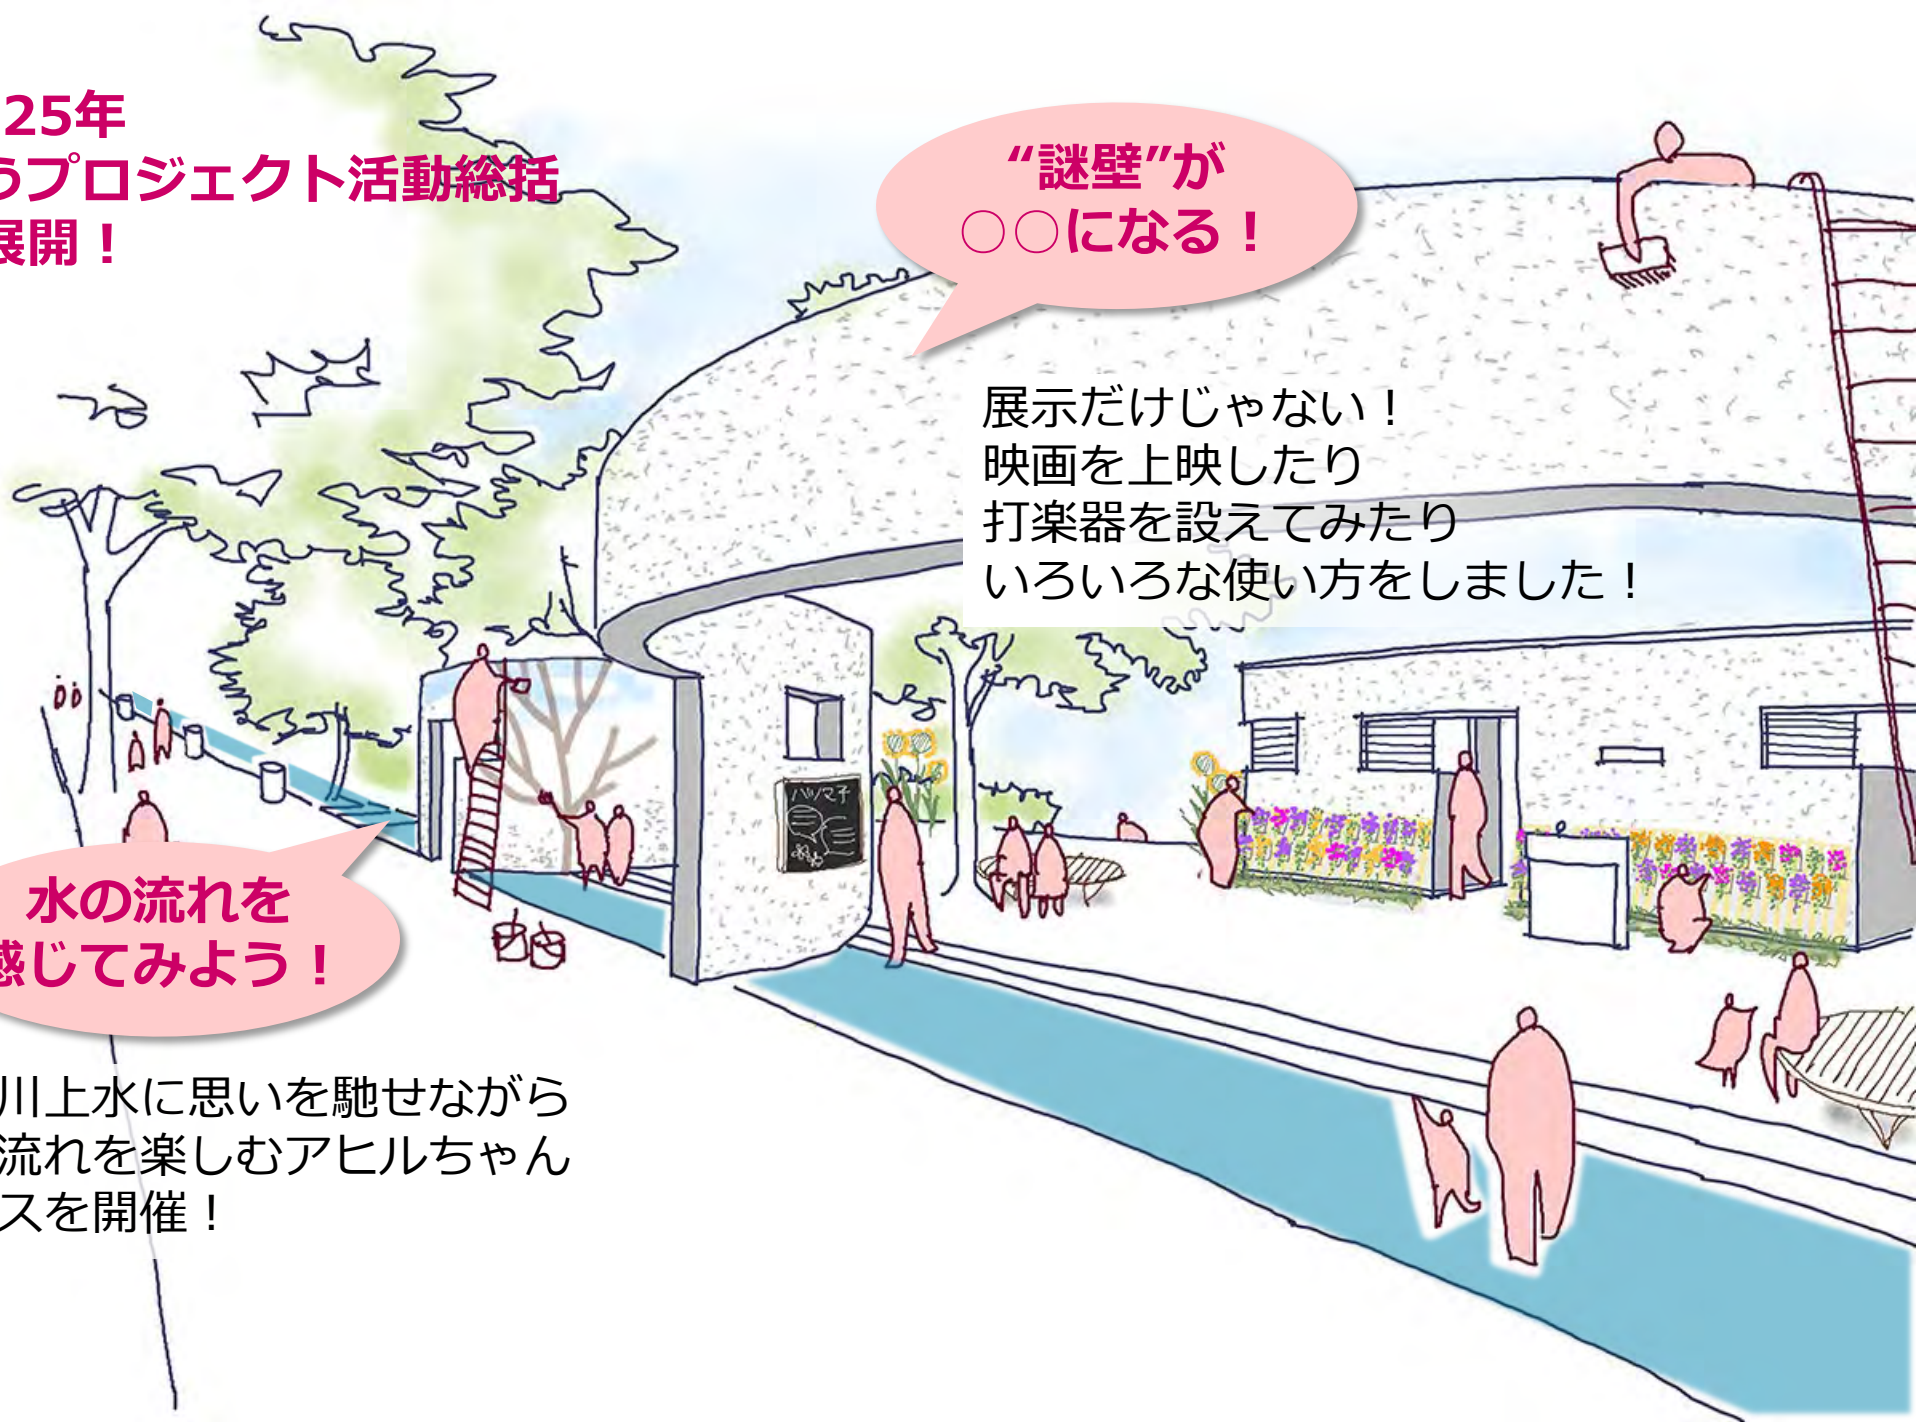 25年
うプロジェクト活動総括
展開！
“謎壁”が
○○になる！
展示だけじゃない！
映画を上映したり
打楽器を設えてみたり
いろいろな使い方をしました！
水の流れを
感じてみよう！
川上水に思いを馳せながら
流れを楽しむアヒルちゃん
スを開催！